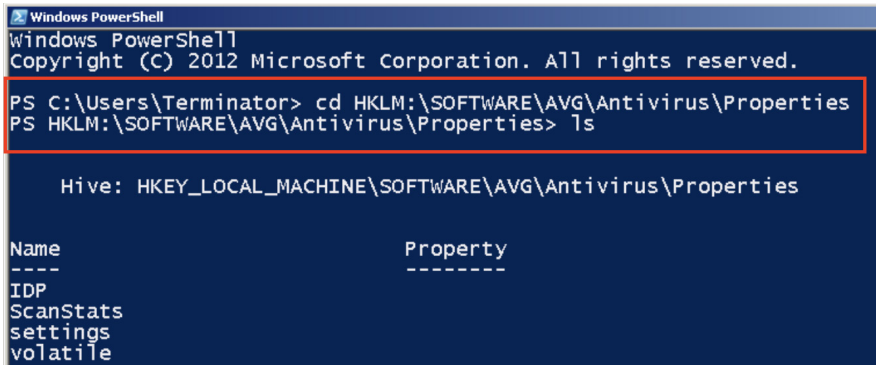 Windows PowerShell
Windows PowerShell
Copyright (C) 2012 Microsoft Corporation. All rights reserved.
PS C:\Users\Terminator> cd HKLM:\SOFTWARE\AVG\Antivirus\Properties
PS HKLM:\SOFTWARE\AVG\Antivirus\Properties> ls
Hive: HKEY_LOCAL_MACHINE\SOFTWARE\AVG\Antivirus\Properties
Name Property
---- --------
IDP
ScanStats
settings
volatile